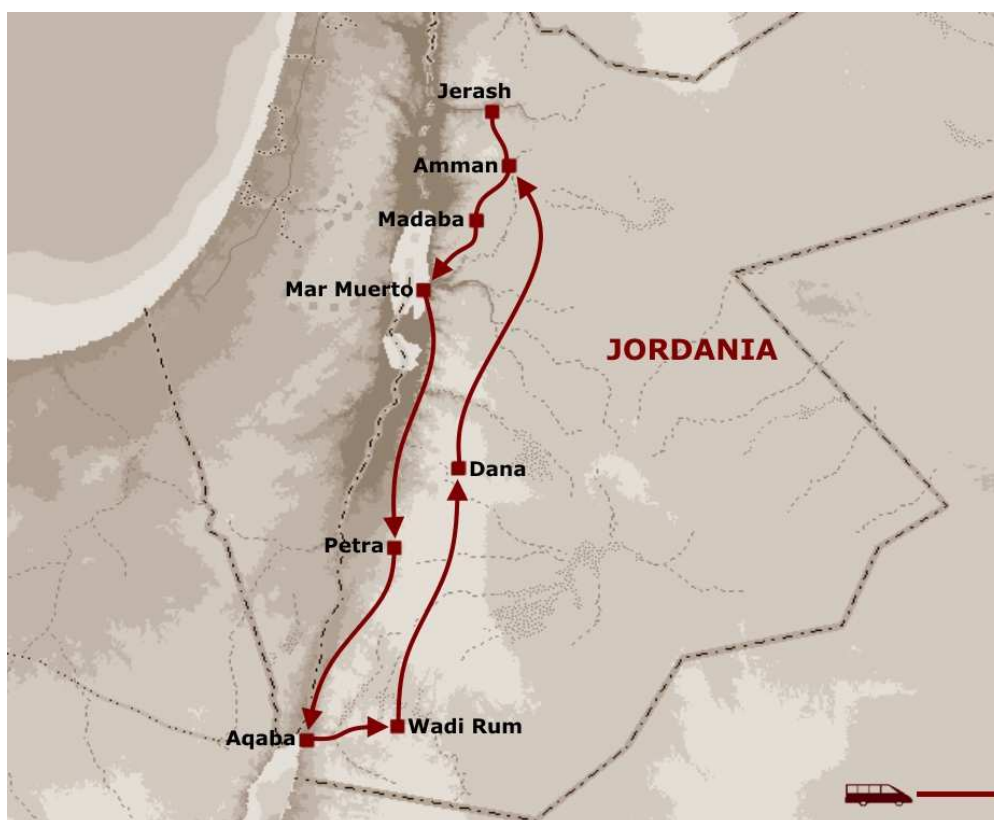 Jerash
Amman
Madaba
Mar Muerto
JORDANIA
Dana
Petra
Wadi Rum
Aqaba